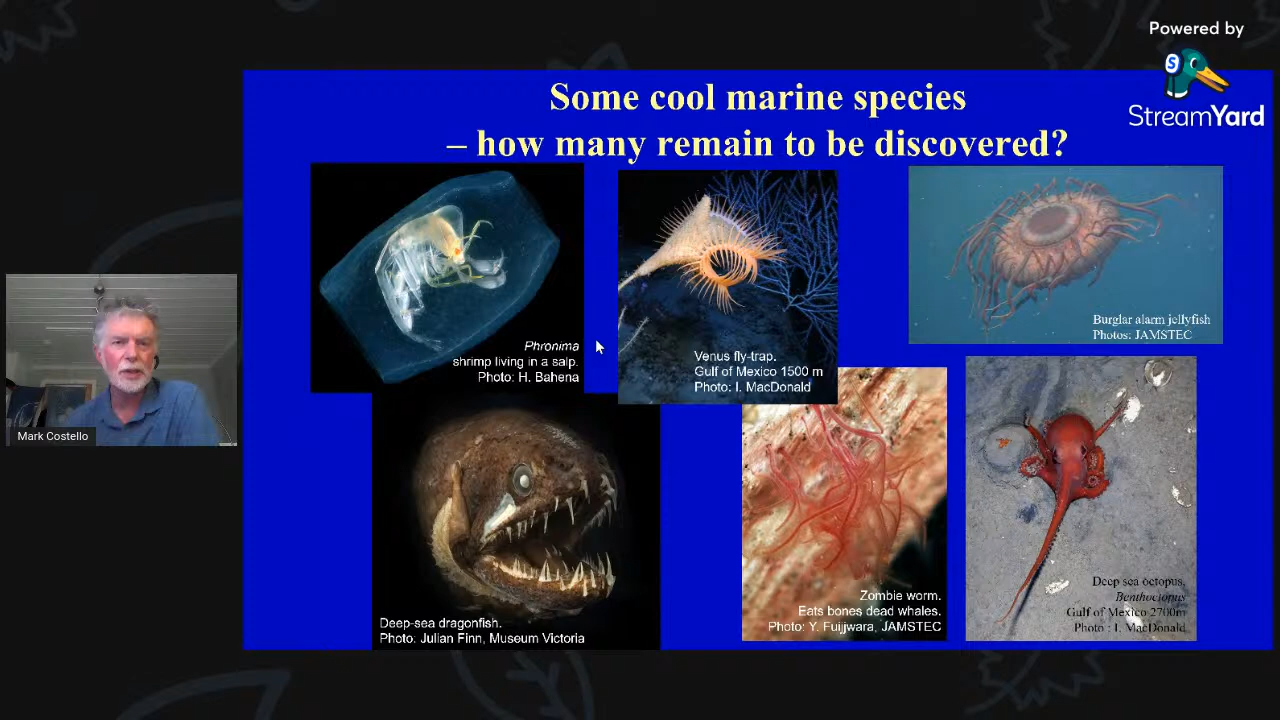 Powered by
StreamYard
Some cool marine species
– how many remain to be discovered?
Phronima
shrimp living in a salp.
Photo: H. Bahena
Venus fly-trap.
Gulf of Mexico 1500 m
Photo: I. MacDonald
Burglar alarm jellyfish
Photos: JAMSTEC
Mark Costello
Deep-sea dragonfish.
Photo: Julian Finn, Museum Victoria
Zombie worm.
Eats bones dead whales.
Photo: Y. Fuijjwara, JAMSTEC
Deep sea octopus,
Benthoctopus
Gulf of Mexico 2700m
Photo : I. MacDonald